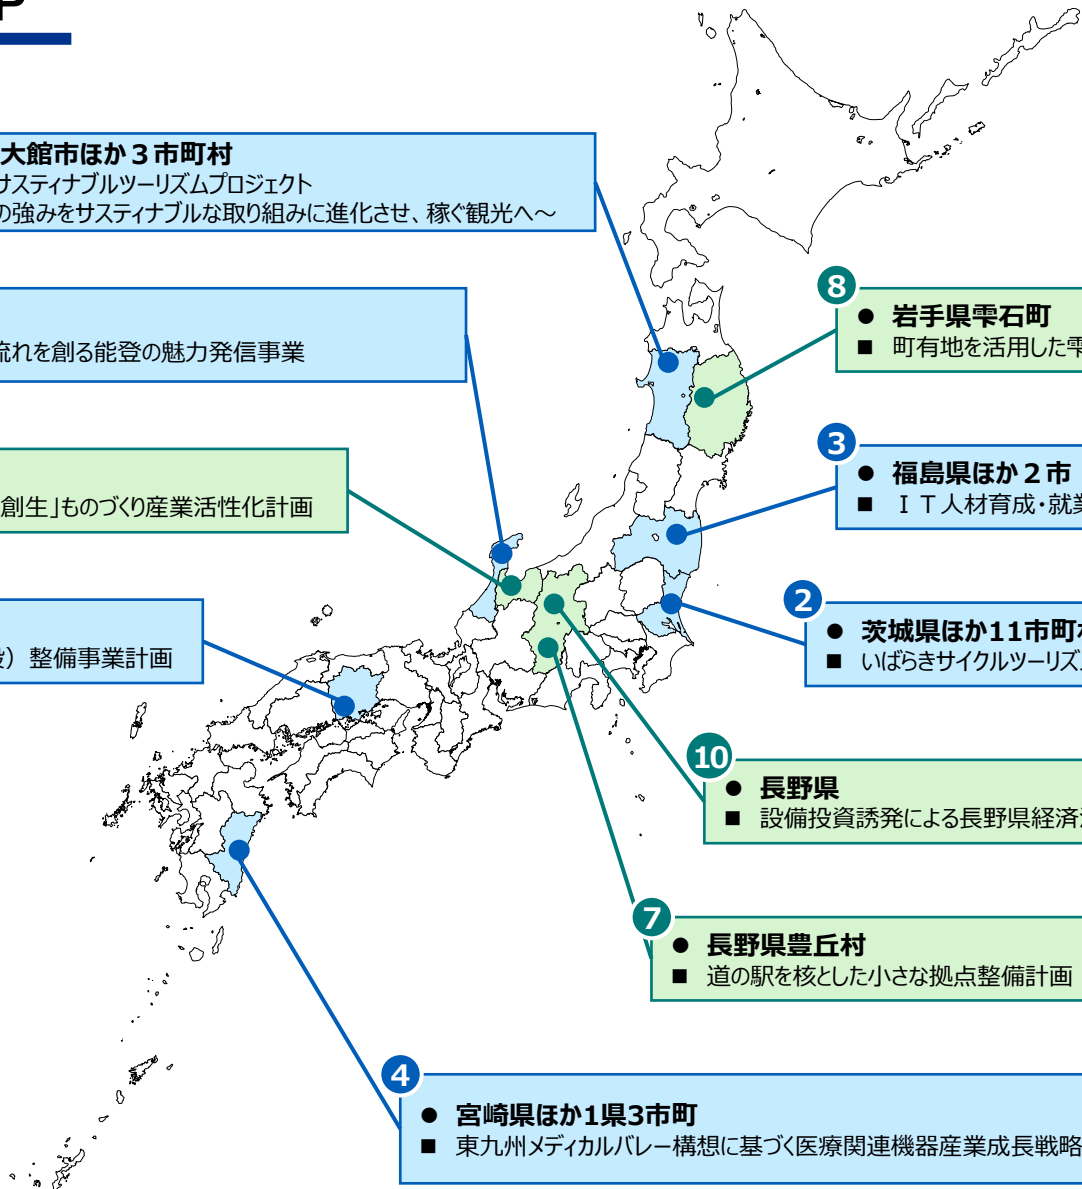 大館市ほか３市町村
サスティナブルツーリズムプロジェクト
の強みをサスティナブルな取り組みに進化させ、稼ぐ観光へ～
流れを創る能登の魅力発信事業
創生」ものづくり産業活性化計画
）整備事業計画
8
● 岩手県雫石町
■ 町有地を活用した雫
3
● 福島県ほか２市
■ ＩＴ人材育成・就業
2
● 茨城県ほか11市町村
■ いばらきサイクルツーリズム
10
● 長野県
■ 設備投資誘発による長野県経済
7
● 長野県豊丘村
■ 道の駅を核とした小さな拠点整備計画
4
● 宮崎県ほか1県3市町
■ 東九州メディカルバレー構想に基づく医療関連機器産業成長戦略